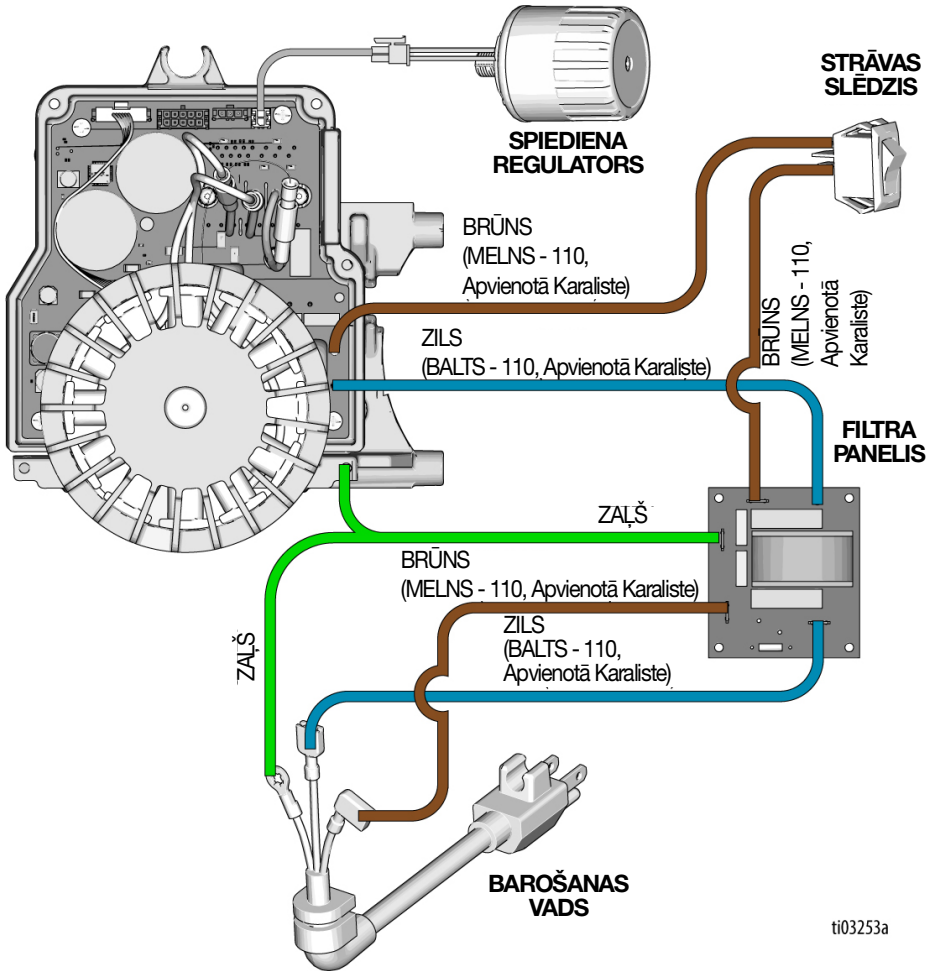 STRĀVAS
SLĒDZIS
SPIEDIENA
REGULATORS
BRŪNS
(MELNS - 110,
Apvienotā Karaliste)
BRŪNS
(MELNS - 110,
Apvienotā
Karaliste)
ZILS
(BALTS - 110, Apvienotā Karaliste)
FILTRA
PANELIS
ZAĻŠ
BRŪNS
(MELNS - 110, Apvienotā Karaliste)
ZILS
(BALTS - 110,
Apvienotā Karaliste)
ZAĻŠ
BAROŠANAS
VADS
ti03253a